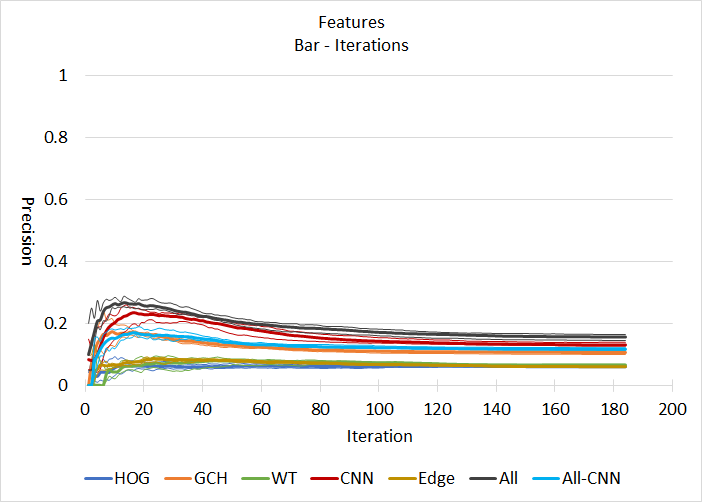 Features
Bar - Iterations
1
0.8
0.6
0.4
0.2
0
Precision
0 20 40 60 80 100 120 140 160 180 200
Iteration
HOG GCH WT CNN Edge All All-CNN